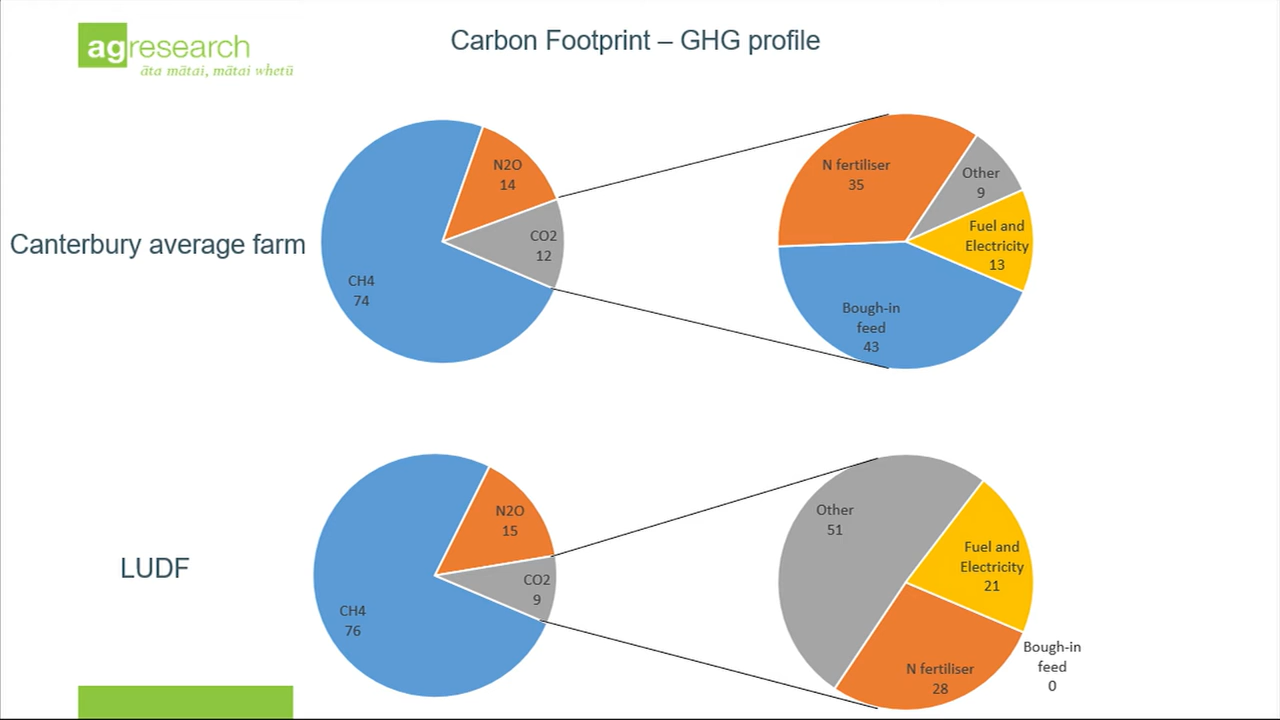 agresearch
āta mātai, mātai whetū
Carbon Footprint – GHG profile
Canterbury average farm
N2O
14
CO2
12
CH4
74
N fertiliser
35
Other
9
Fuel and
Electricity
13
Bough-in
feed
43
LUDF
N2O
15
CO2
9
CH4
76
Other
51
Fuel and
Electricity
21
Bough-in
feed
0
N fertiliser
28